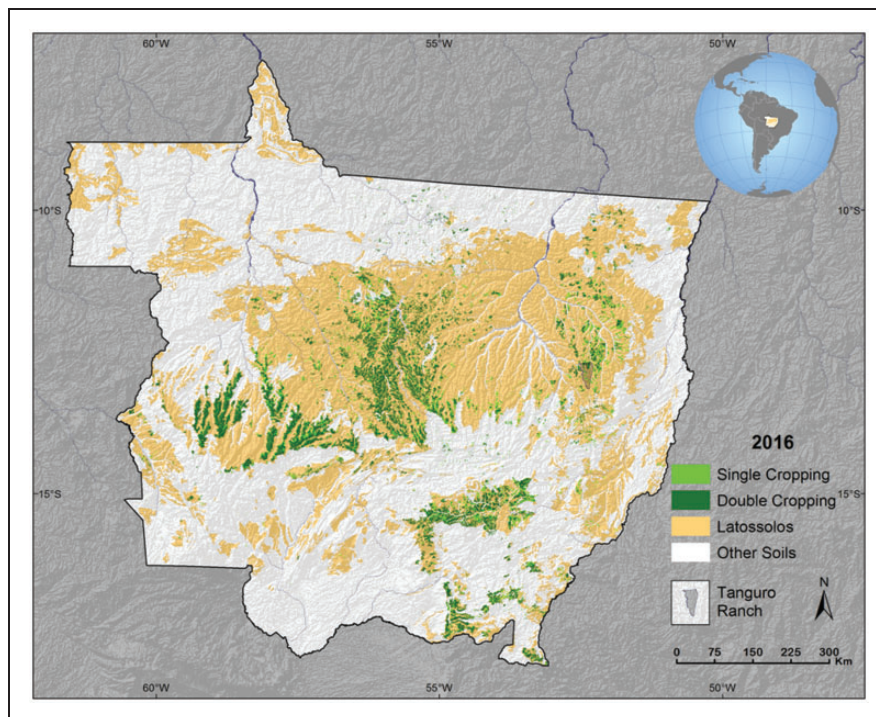 60°W 55°W 50°W
10°S 10°S
2016
Single Cropping
Double Cropping
15°S 15°S
Latossolos
Other Soils
Tanguro
Ranch
N
0 75 150 225 300
Km
60°W 55°W 50°W